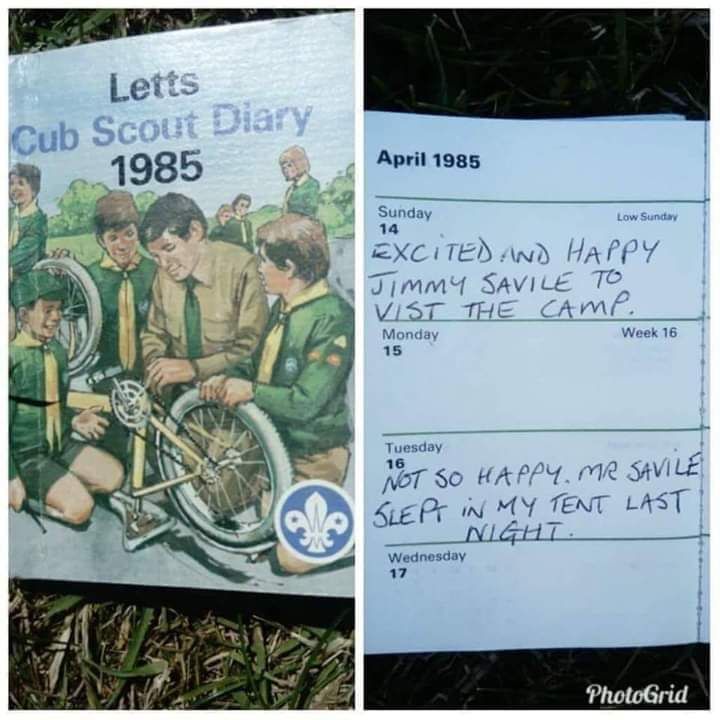 Letts
Cub Scout Diary
1985
April 1985
Sunday
14
Low Sunday
EXCITED AND HAPPY
JIMMY SAVILE TO
VIST THE CAMP.
Monday
15
Week 16
Tuesday
16
NOT SO HAPPY. MR SAVILE
SLEPT IN MY TENT LAST
NIGHT.
Wednesday
17
PhotoGrid